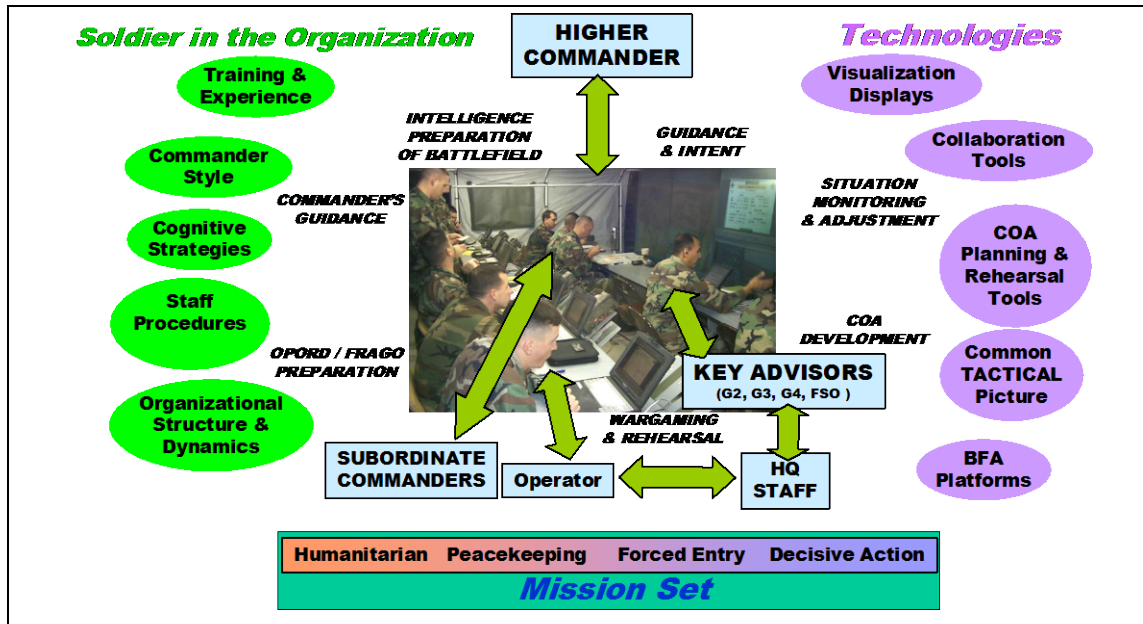 Soldier in the Organization
Training &
Experience
Commander
Style
Cognitive
Strategies
Staff
Procedures
Organizational
Structure &
Dynamics
HIGHER
COMMANDER
INTELLIGENCE
PREPARATION
OF BATTLEFIELD
GUIDANCE
& INTENT
COMMANDER'S
GUIDANCE
SITUATION
MONITORING
& ADJUSTMENT
OPORD / FRAGO
PREPARATION
COA
DEVELOPMENT
KEY ADVISORS
(G2, G3, G4, FSO )
WARGAMING
& REHEARSAL
SUBORDINATE
COMMANDERS
Operator
HQ
STAFF
Technologies
Visualization
Displays
Collaboration
Tools
COA
Planning &
Rehearsal
Tools
Common
TACTICAL
Picture
BFA
Platforms
Humanitarian Peacekeeping Forced Entry Decisive Action
Mission Set